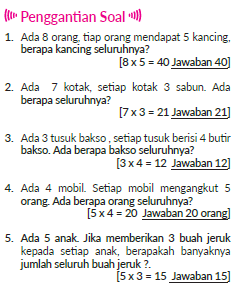 Penggantian Soal
1. Ada 8 orang, tiap orang mendapat 5 kancing,
berapa kancing seluruhnya?
[8 x 5 = 40 Jawaban 40]
2. Ada 7 kotak, setiap kotak 3 sabun. Ada
berapa seluruhnya?
[7 x 3 = 21 Jawaban 21]
3. Ada 3 tusuk bakso , setiap tusuk berisi 4 butir
bakso. Ada berapa bakso seluruhnya?
[3 x 4 = 12 Jawaban 12]
4. Ada 4 mobil. Setiap mobil mengangkut 5
orang. Ada berapa orang seluruhnya?
[5 x 4 = 20 Jawaban 20 orang]
5. Ada 5 anak. Jika memberikan 3 buah jeruk
kepada setiap anak, berapakah banyaknya
jumlah seluruh buah jeruk ?.
[5 x 3 = 15 Jawaban 15]